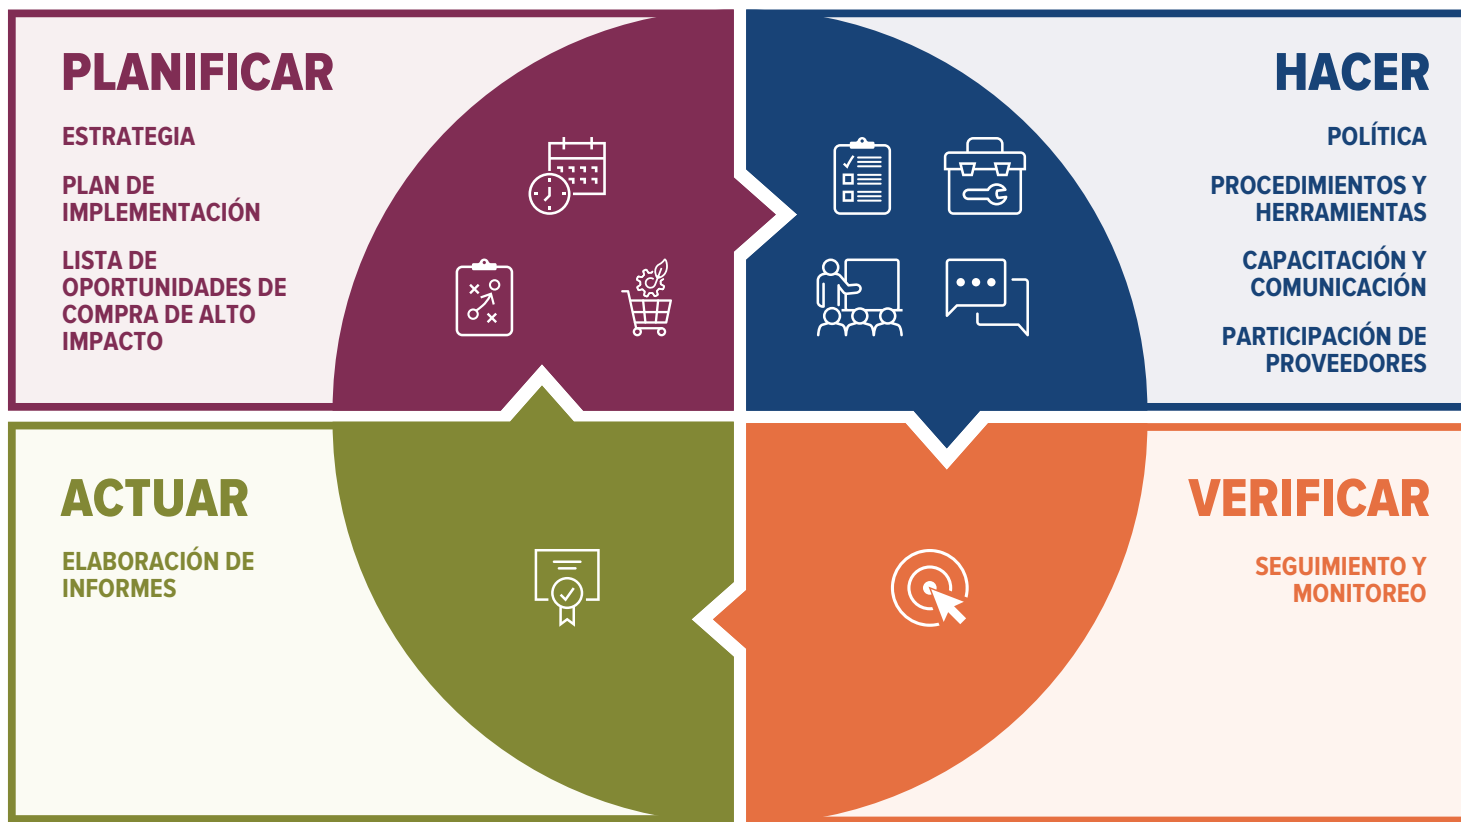 PLANIFICAR
ESTRATEGIA
PLAN DE
IMPLEMENTACIÓN
LISTA DE
OPORTUNIDADES DE
COMPRA DE ALTO
IMPACTO
HACER
POLÍTICA
PROCEDIMIENTOS Y
HERRAMIENTAS
CAPACITACIÓN Y
COMUNICACIÓN
PARTICIPACIÓN DE
PROVEEDORES
ACTUAR
ELABORACIÓN DE
INFORMES
VERIFICAR
SEGUIMIENTO Y
MONITOREO